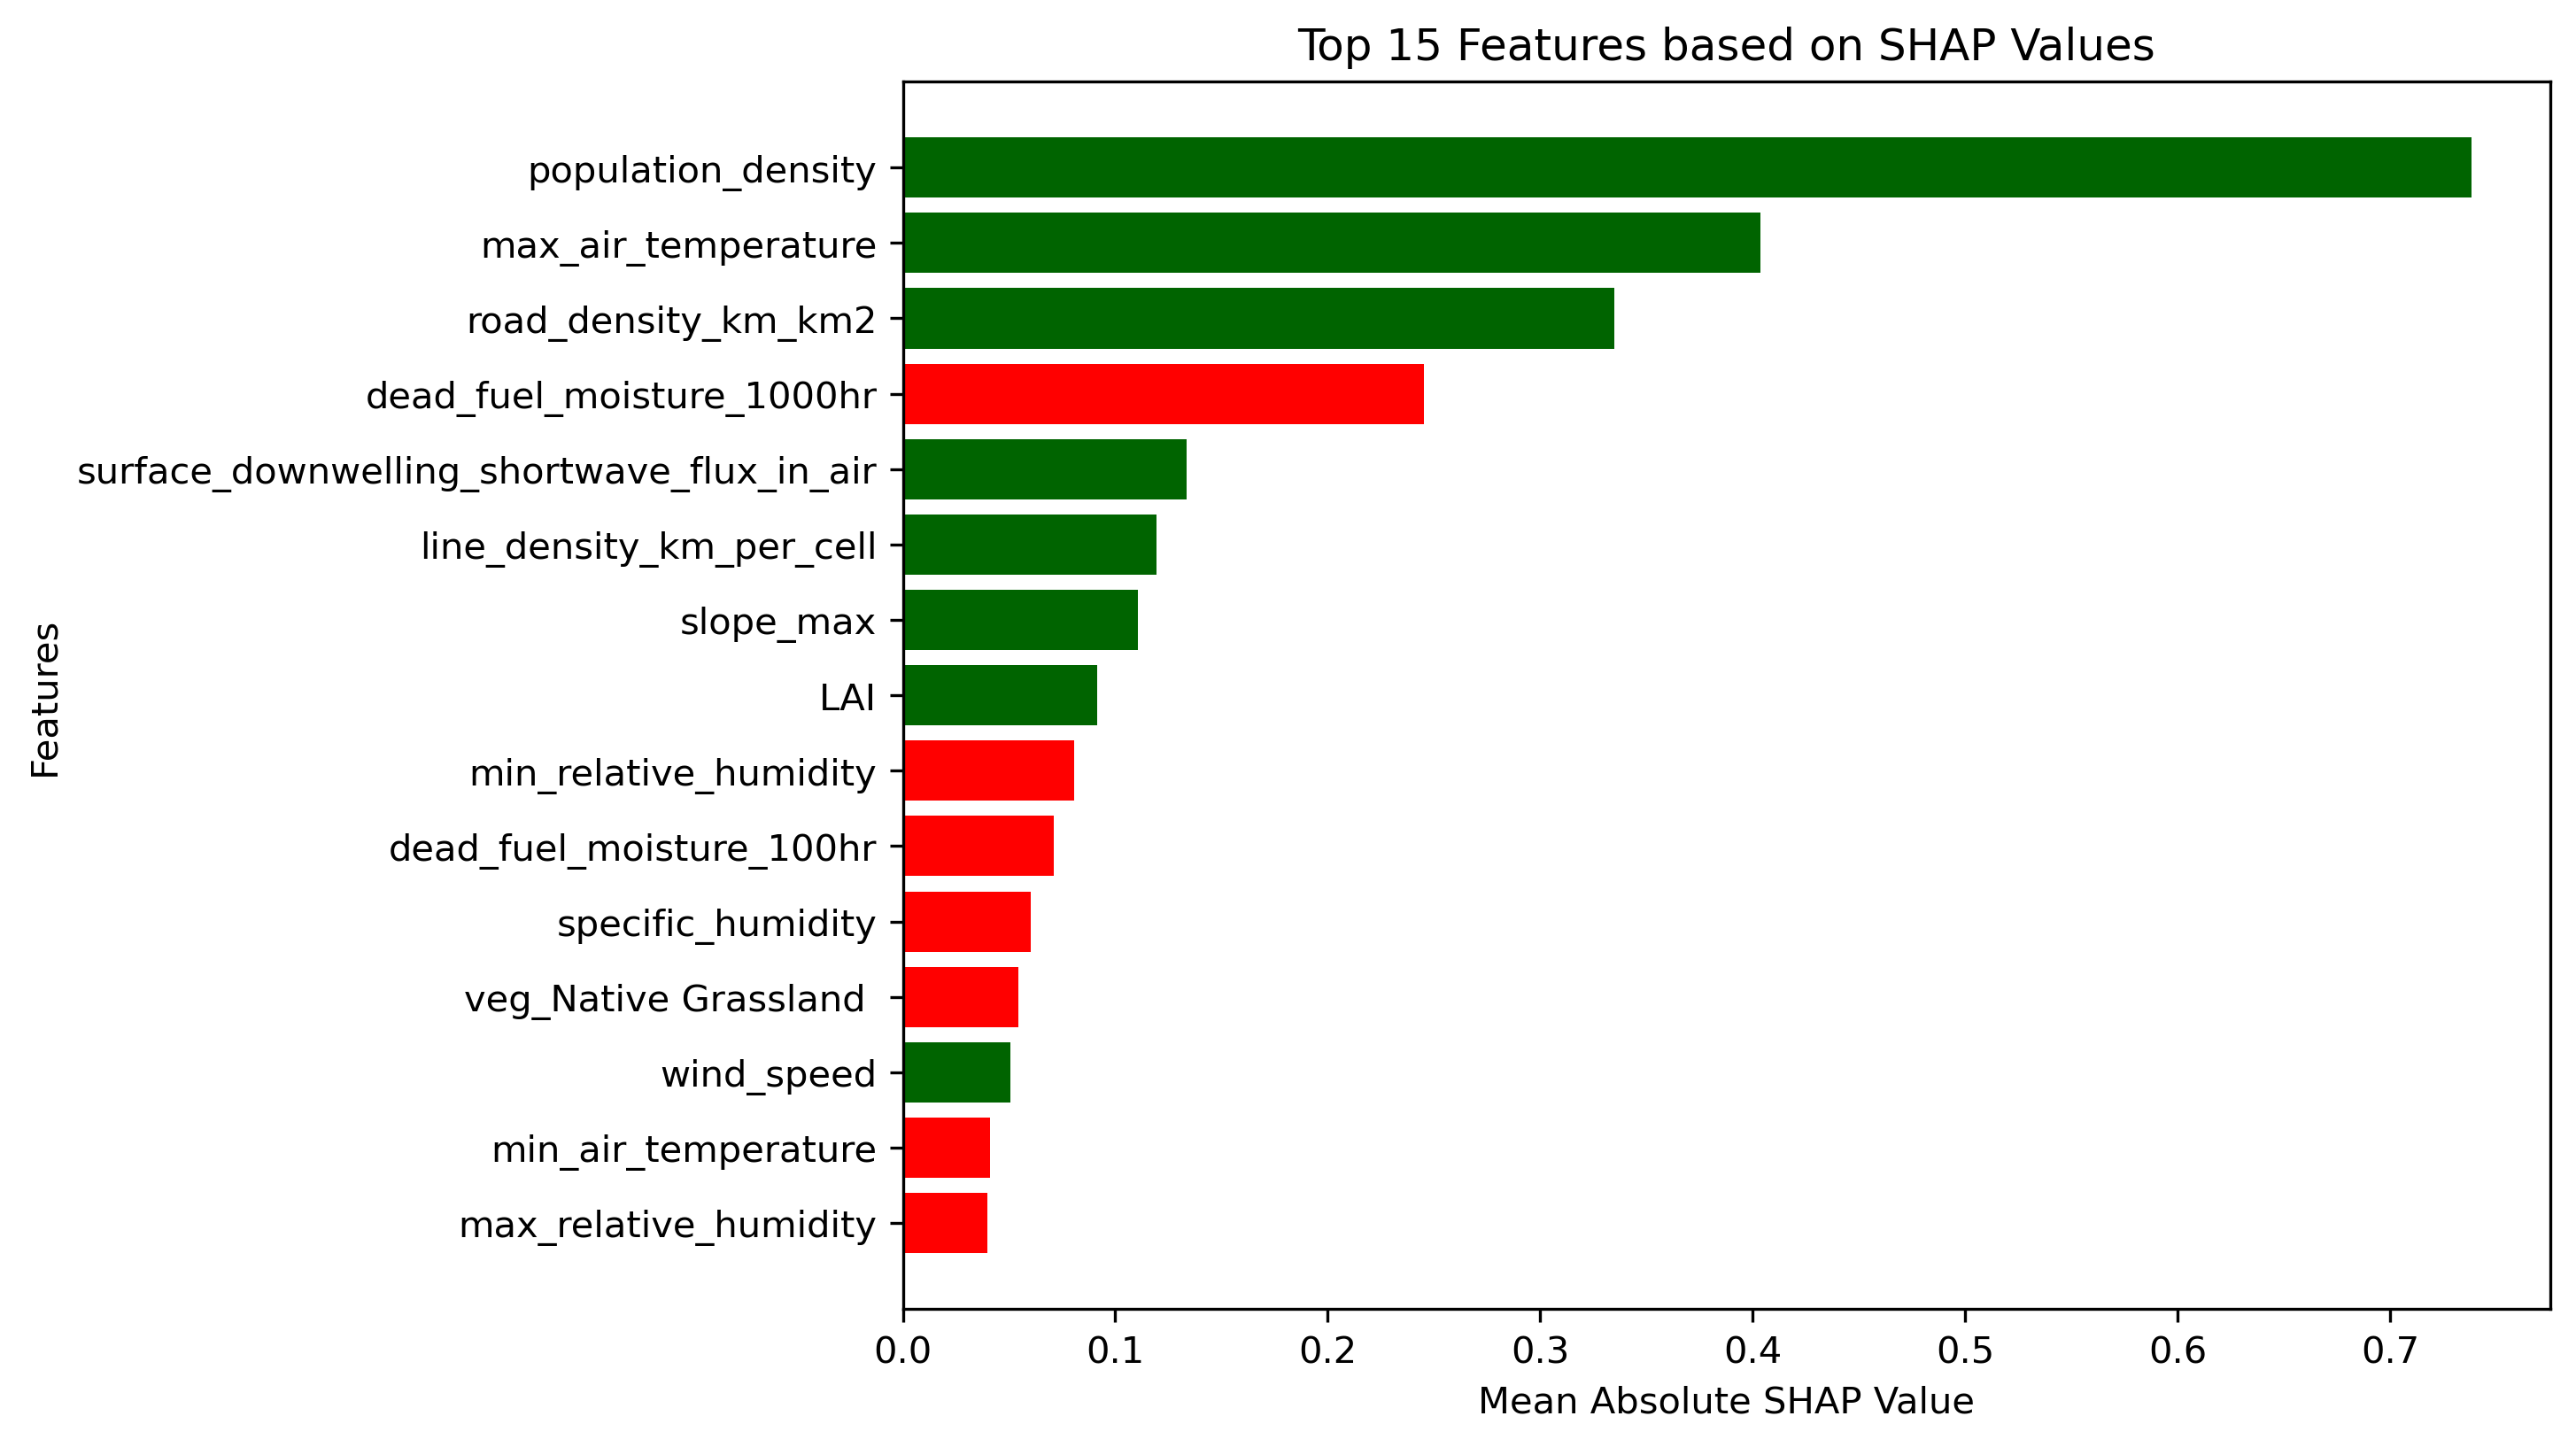 Top 15 Features based on SHAP Values
population_density
max_air_temperature
road_density_km_km2
dead_fuel_moisture_1000hr
surface_downwelling_shortwave_flux_in_air
line_density_km_per_cell
slope_max
LAI
min_relative_humidity
dead_fuel_moisture_100hr
specific_humidity
veg_Native Grassland
wind_speed
min_air_temperature
max_relative_humidity
Features
0.0 0.1 0.2 0.3 0.4 0.5 0.6 0.7
Mean Absolute SHAP Value